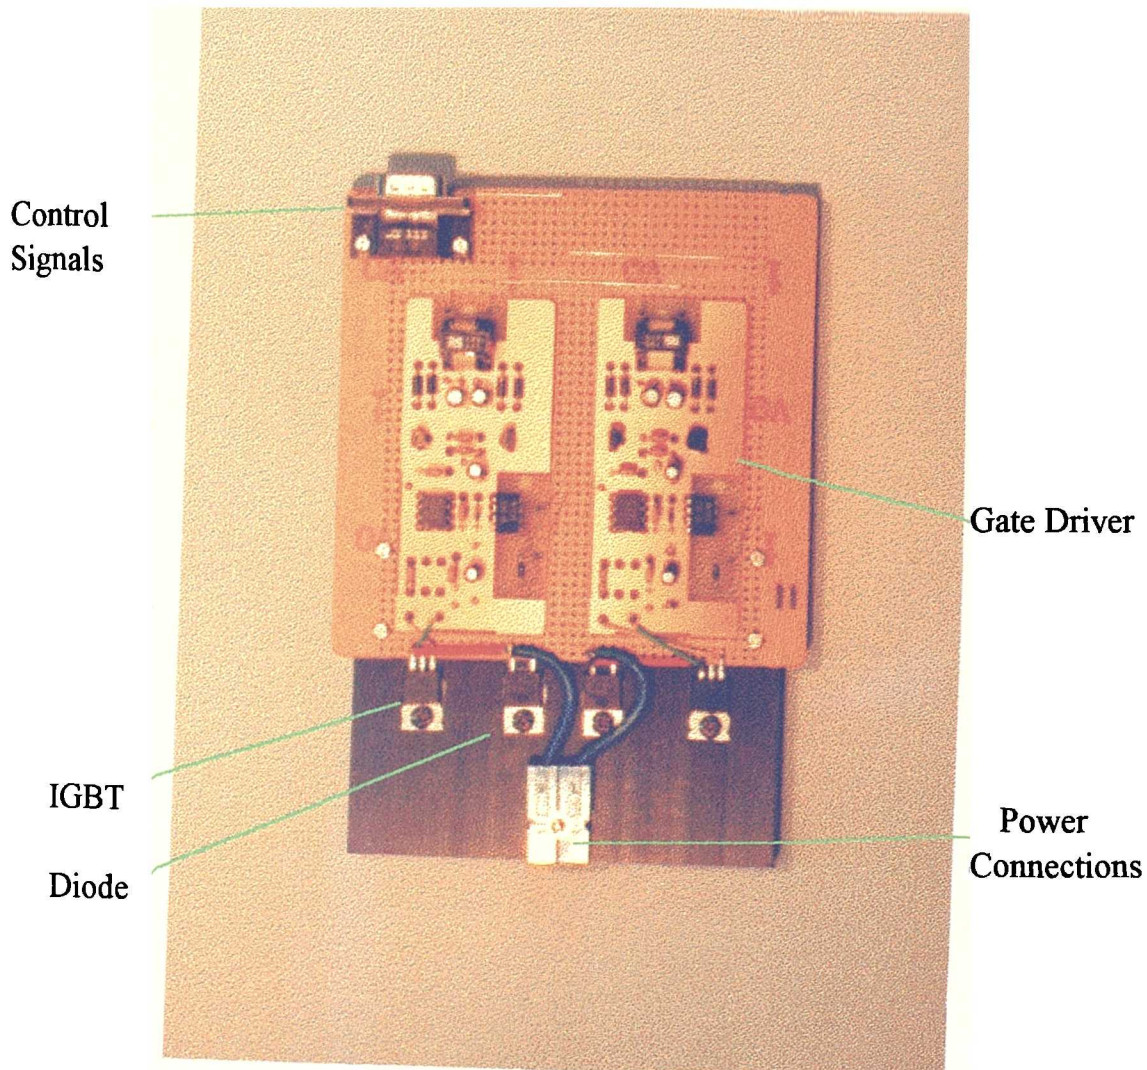 Control
Signals
Gate Driver
IGBT
Diode
Power
Connections